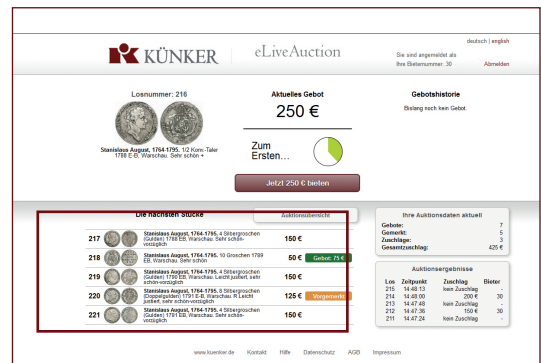 deutsch | english
KÜNKER
eLiveAuction
Sie sind angemeldet als
Ihre Bieternummer: 30
Abmelden
Losnummer: 216
Stanislaus August, 1764-1795. 1/2 Konv.-Taler
1788 E-B, Warschau. Sehr schön +
Aktuelles Gebot
250 €
Zum
Ersten...
Jetzt 250 € bieten
Gebotshistorie
Bislang noch kein Gebot.
Die nächsten Stücke
Auktionsübersicht
217
Stanislaus August, 1764-1795. 4 Silbergroschen
(Gulden) 1788 EB, Warschau. Sehr schön-
vorzüglich
150 €
218
Stanislaus August, 1764-1795. 10 Groschen 1789
EB, Warschau. Sehr schön
50 €
Gebot: 75 €
219
Stanislaus August, 1764-1795. 4 Silbergroschen
(Gulden) 1790 EB, Warschau. Leicht justiert, sehr
schön-vorzüglich
150 €
220
Stanislaus August, 1764-1795. 8 Silbergroschen
(Doppelgulden) 1791 E-B, Warschau. R Leicht
justiert, sehr schön-vorzüglich
125 €
Vorgemerkt
221
Stanislaus August, 1764-1795. 4 Silbergroschen
(Gulden) 1791 EB, Warschau. Sehr schön-
vorzüglich
150 €
Ihre Auktionsdaten aktuell
Gebote: 7
Gemerkt: 5
Zuschläge: 3
Gesamtzuschlag: 425 €
Auktionsergebnisse
Los Zeitpunkt Zuschlag Bieter
215 14:48:13 kein Zuschlag -
214 14:48:00 200 € 30
213 14:47:48 kein Zuschlag -
212 14:47:36 150 € 30
211 14:47:24 kein Zuschlag -
www.kuenker.de Kontakt Hilfe Datenschutz AGB Impressum